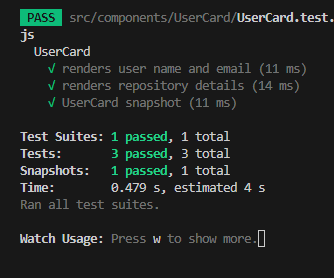 PASS src/components/UserCard/UserCard.test.
js
UserCard
√ renders user name and email (11 ms)
√ renders repository details (14 ms)
√ UserCard snapshot (11 ms)
Test Suites: 1 passed, 1 total
Tests: 3 passed, 3 total
Snapshots: 1 passed, 1 total
Time: 0.479 s, estimated 4 s
Ran all test suites.
Watch Usage: Press w to show more.